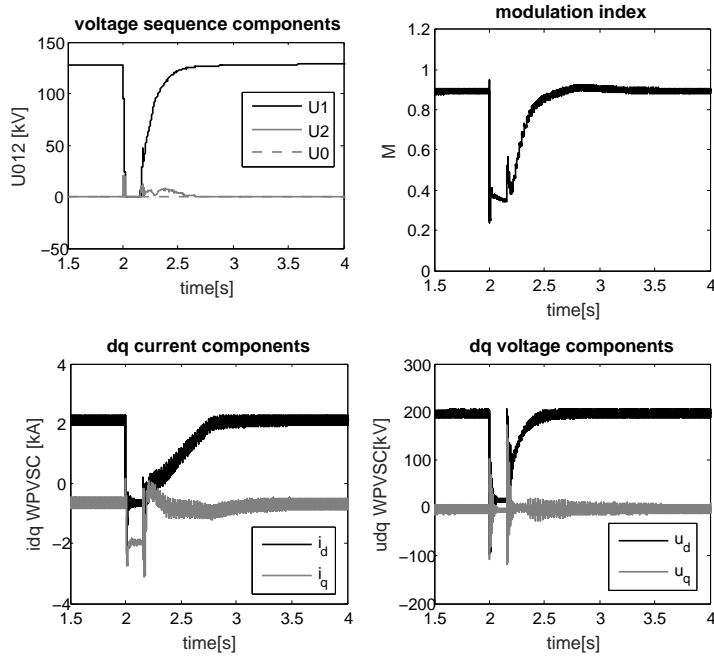 voltage sequence components
U012 [kV]
150
100
50
0
−50
U1
U2
U0
1.5 2 2.5 3 3.5 4
time[s]
modulation index
M
1.2
1
0.8
0.6
0.4
0.2
0
1.5 2 2.5 3 3.5 4
time[s]
dq current components
idq WPVSC [kA]
4
2
0
−2
−4
i_d
i_q
1.5 2 2.5 3 3.5 4
time[s]
dq voltage components
udq WPVSC[kV]
300
200
100
0
−100
−200
u_d
u_q
1.5 2 2.5 3 3.5 4
time[s]